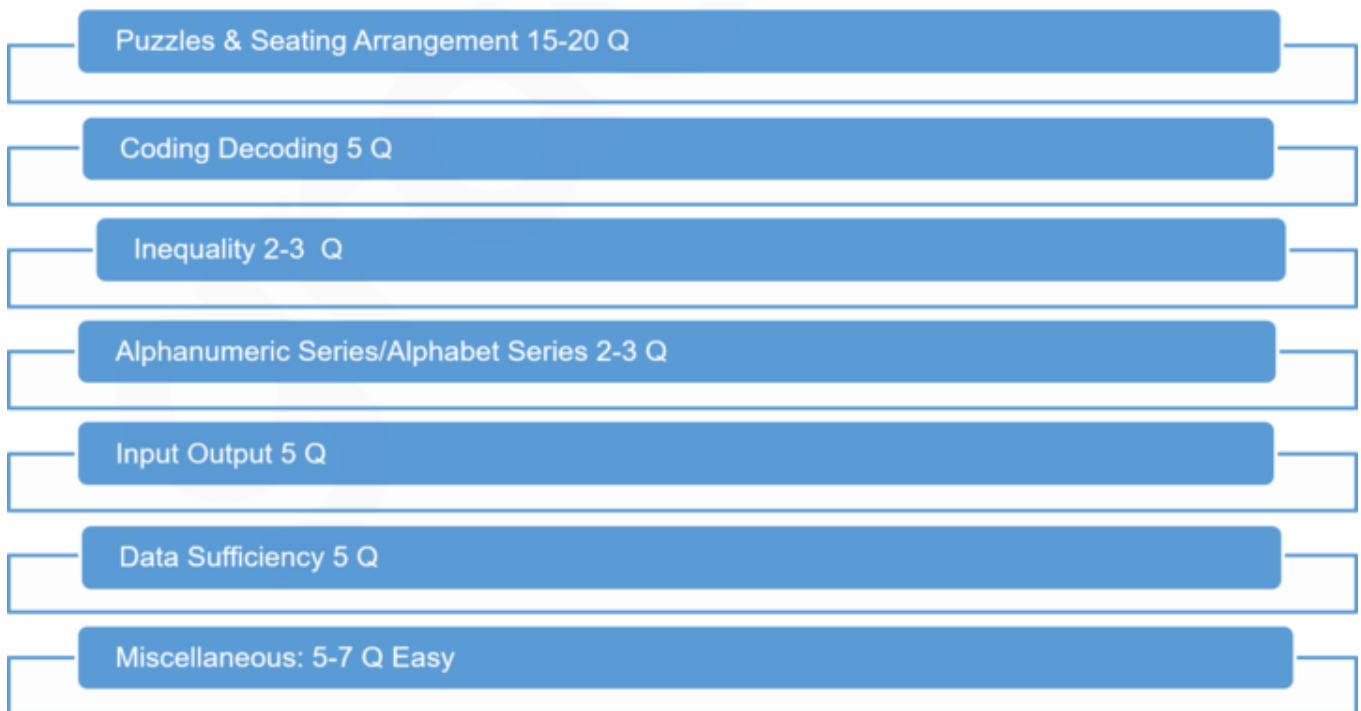 Puzzles & Seating Arrangement 15-20 Q
Coding Decoding 5 Q
Inequality 2-3 Q
Alphanumeric Series/Alphabet Series 2-3 Q
Input Output 5 Q
Data Sufficiency 5 Q
Miscellaneous: 5-7 Q Easy